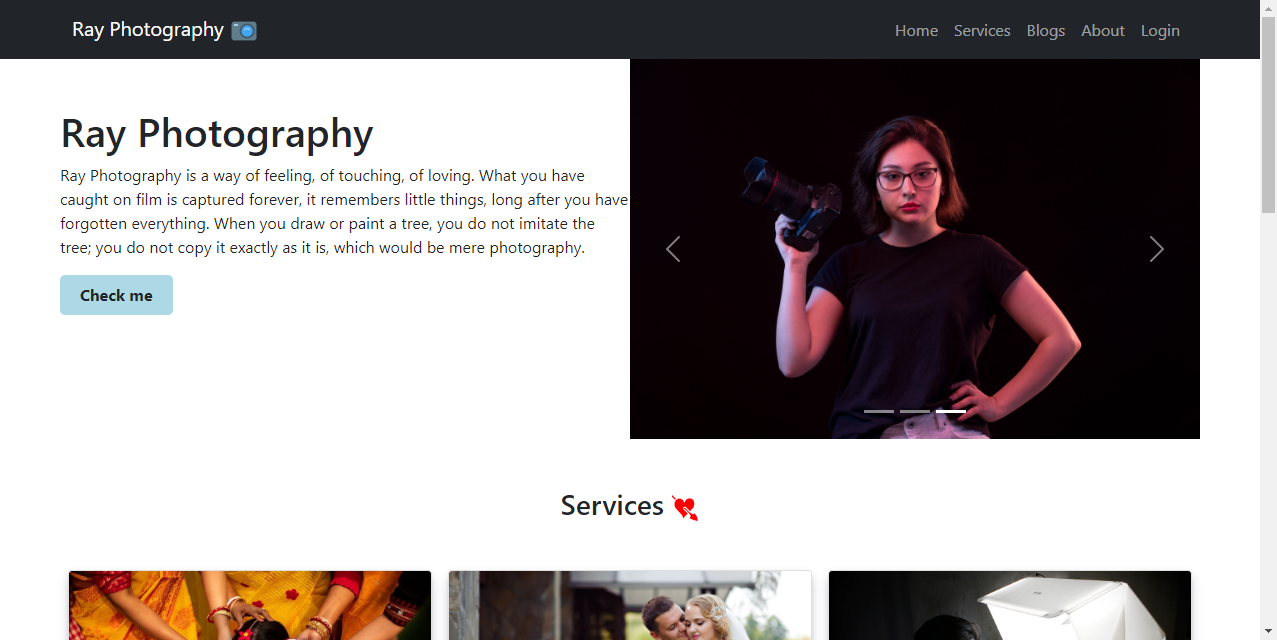 Ray Photography 📷
Home Services Blogs About Login
Ray Photography
Ray Photography is a way of feeling, of touching, of loving. What you have
caught on film is captured forever, it remembers little things, long after you have
forgotten everything. When you draw or paint a tree, you do not imitate the
tree; you do not copy it exactly as it is, which would be mere photography.
Check me
Services 💘